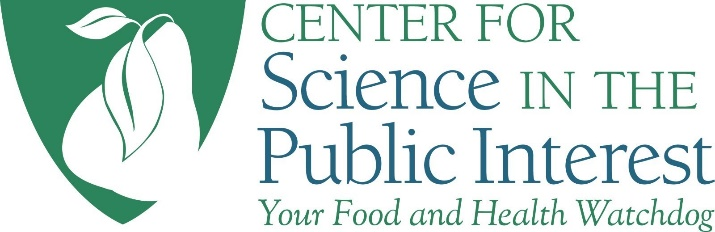 CENTER FOR
Science IN THE
Public Interest
Your Food and Health Watchdog